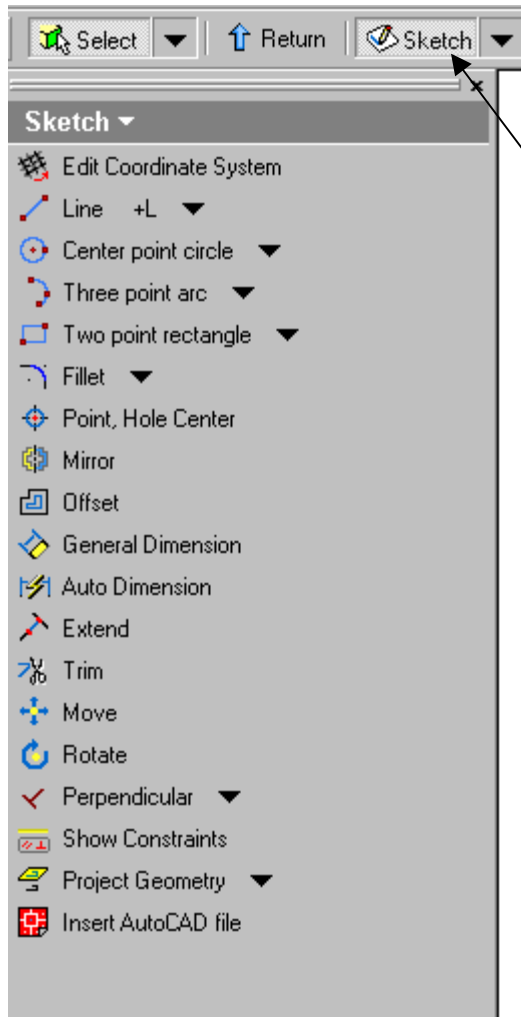 Select Return Sketch
Sketch
Edit Coordinate System
Line +L
Center point circle
Three point arc
Two point rectangle
Fillet
Point, Hole Center
Mirror
Offset
General Dimension
Auto Dimension
Extend
Trim
Move
Rotate
Perpendicular
Show Constraints
Project Geometry
Insert AutoCAD file